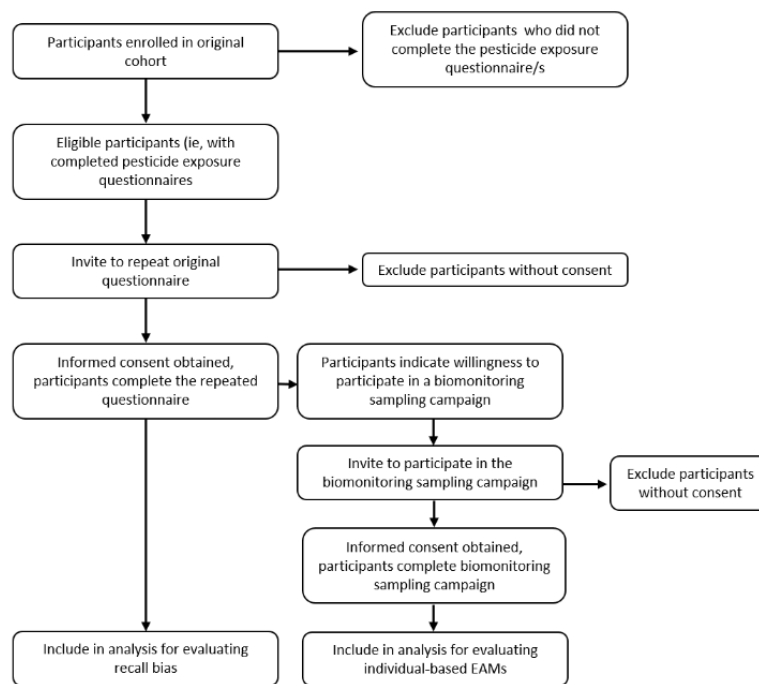 Participants enrolled in original
cohort
Exclude participants who did not
complete the pesticide exposure
questionnaire/s
Eligible participants (ie, with
completed pesticide exposure
questionnaires
Invite to repeat original
questionnaire
Exclude participants without consent
Informed consent obtained,
participants complete the repeated
questionnaire
Participants indicate willingness to
participate in a biomonitoring
sampling campaign
Invite to participate in the
biomonitoring sampling campaign
Exclude participants
without consent
Informed consent obtained,
participants complete biomonitoring
sampling campaign
Include in analysis for evaluating
recall bias
Include in analysis for evaluating
individual-based EAMs